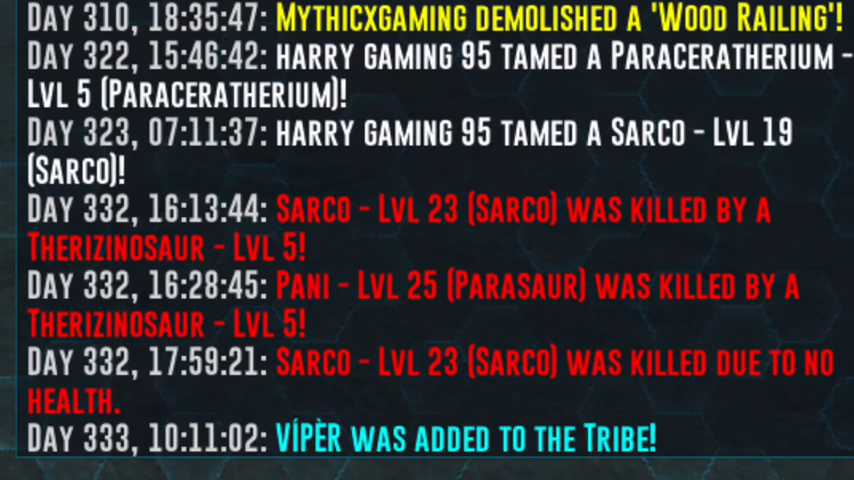 Day 310, 18:35:47: Mythicxgaming demolished a 'Wood Railing'!
Day 322, 15:46:42: harry gaming 95 tamed a Paraceratherium -
Lvl 5 (Paraceratherium)!
Day 323, 07:11:37: harry gaming 95 tamed a Sarco - Lvl 19
(Sarco)!
Day 332, 16:13:44: Sarco - Lvl 23 (Sarco) was killed by a
Therizinosaur - Lvl 5!
Day 332, 16:28:45: Pani - Lvl 25 (Parasaur) was killed by a
Therizinosaur - Lvl 5!
Day 332, 17:59:21: Sarco - Lvl 23 (Sarco) was killed due to no
health.
Day 333, 10:11:02: VÍPÈR was added to the Tribe!